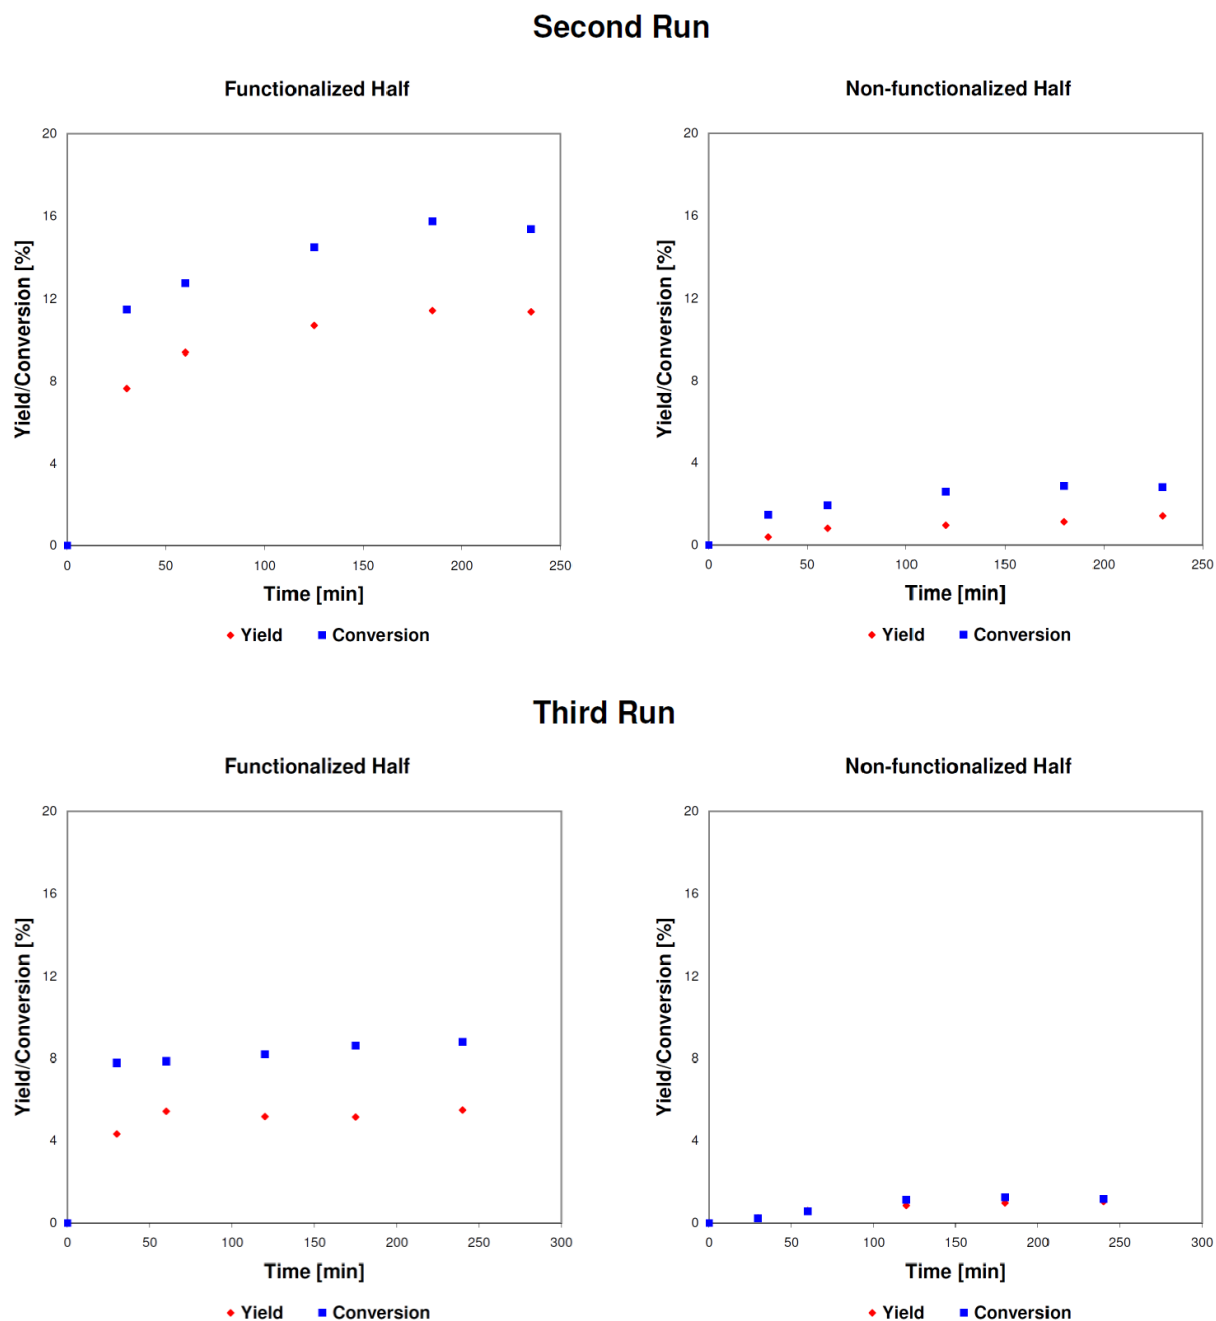 Second Run
Functionalized Half
20
16
12
8
4
0
Yield/Conversion [%]
0 50 100 150 200 250
Time [min]
Yield Conversion
Non-functionalized Half
20
16
12
8
4
0
Yield/Conversion [%]
0 50 100 150 200 250
Time [min]
Yield Conversion
Third Run
Functionalized Half
20
16
12
8
4
0
Yield/Conversion [%]
0 50 100 150 200 250 300
Time [min]
Yield Conversion
Non-functionalized Half
20
16
12
8
4
0
Yield/Conversion [%]
0 50 100 150 200 250 300
Time [min]
Yield Conversion